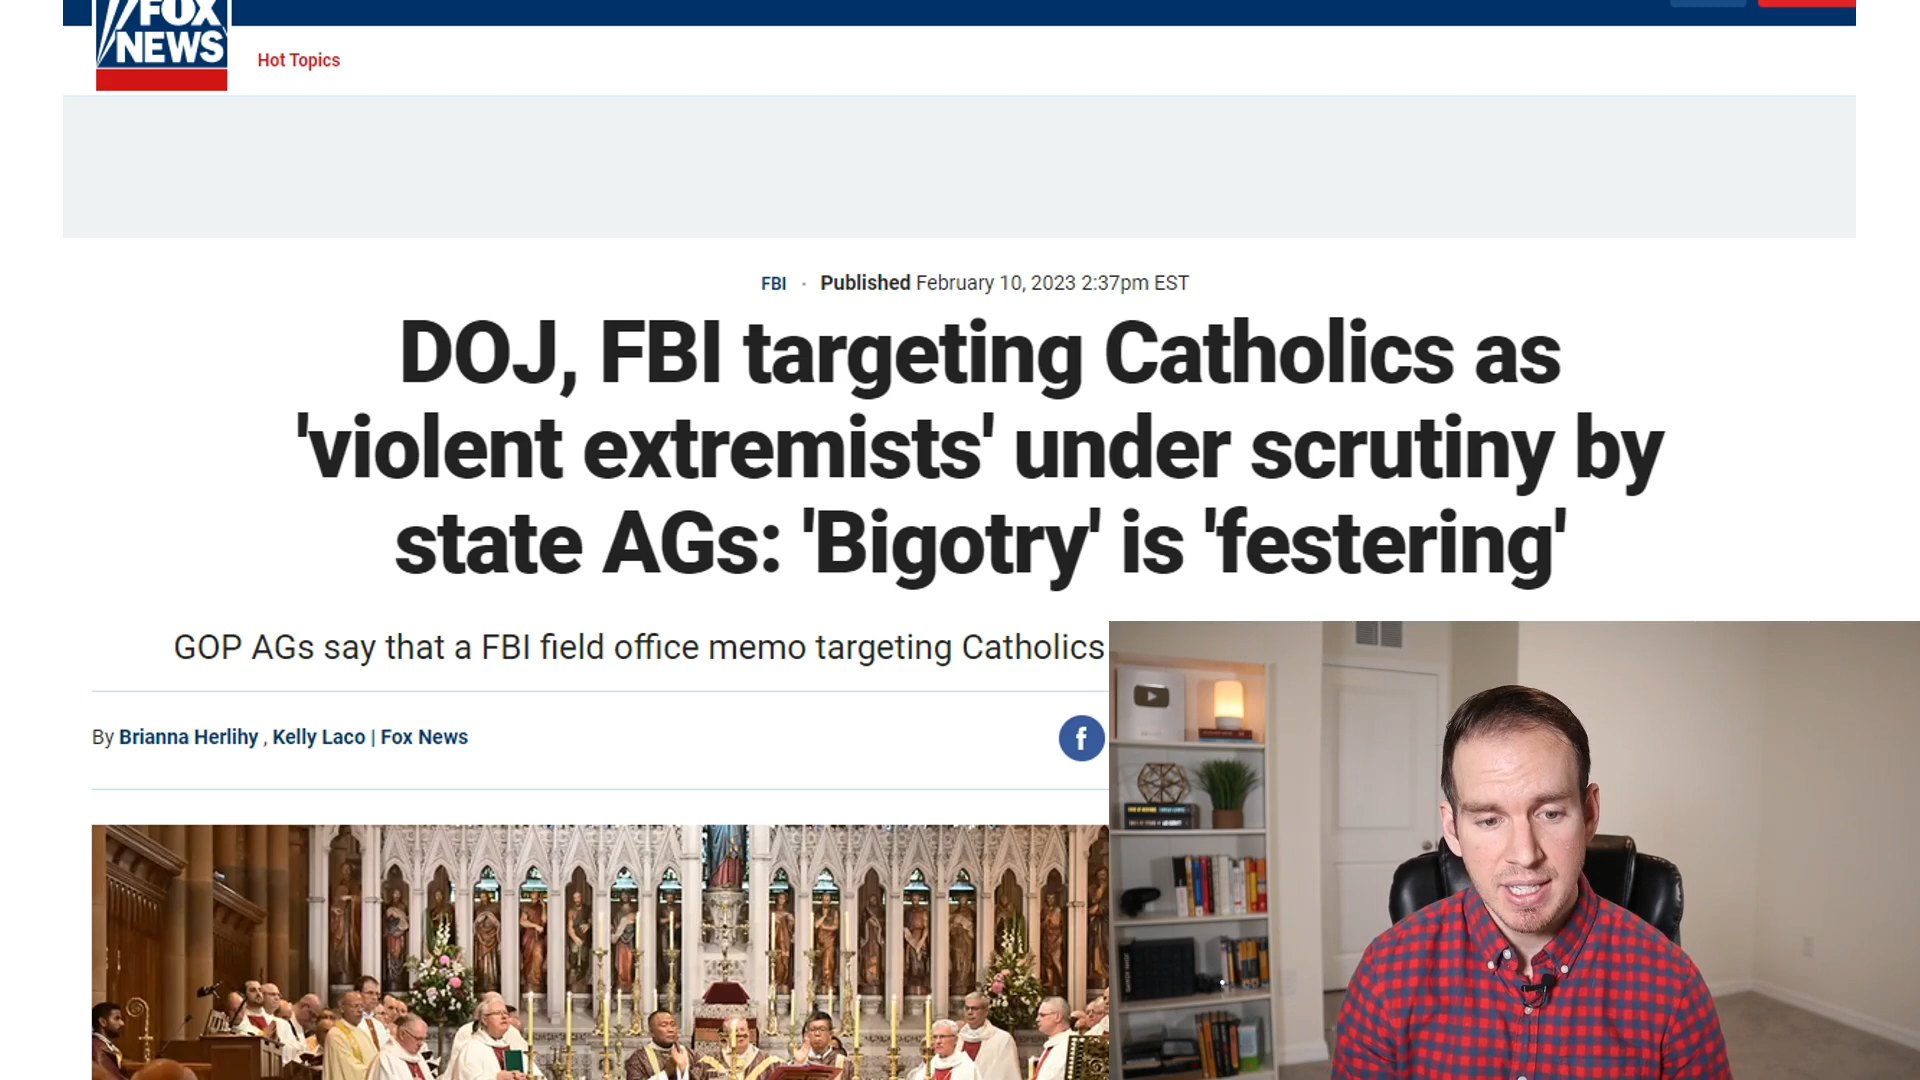 FOX
NEWS
Hot Topics
FBI · Published February 10, 2023 2:37pm EST
DOJ, FBI targeting Catholics as
'violent extremists' under scrutiny by
state AGs: 'Bigotry' is 'festering'
GOP AGs say that a FBI field office memo targeting Catholics
By Brianna Herlihy , Kelly Laco | Fox News
f